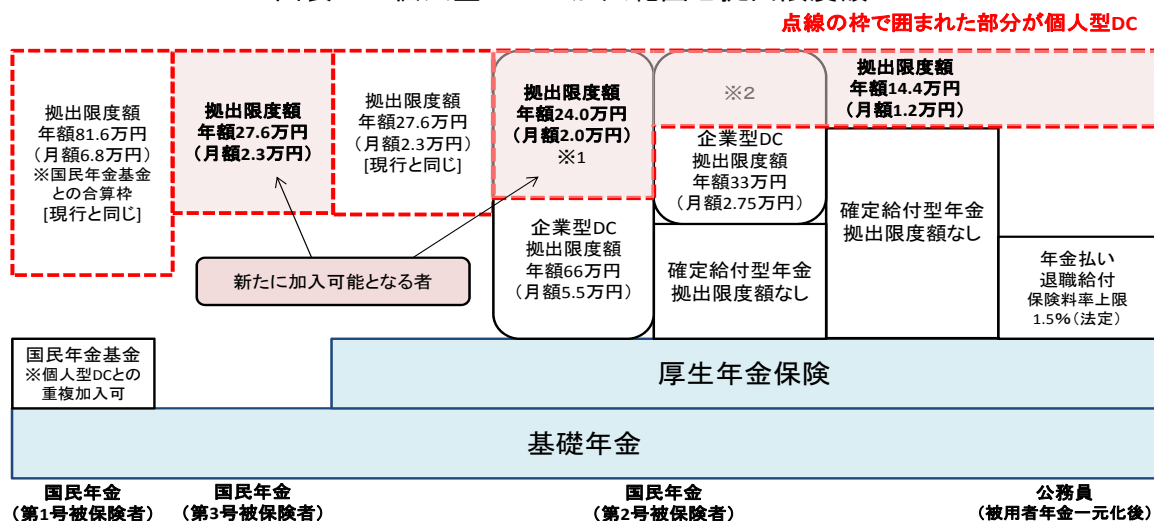 点線の枠で囲まれた部分が個人型DC
拠出限度額
年額81.6万円
(月額6.8万円)
※国民年金基金
との合算枠
[現行と同じ]
拠出限度額
年額27.6万円
(月額2.3万円)
拠出限度額
年額27.6万円
(月額2.3万円)
[現行と同じ]
拠出限度額
年額24.0万円
(月額2.0万円)
※1
※2
拠出限度額
年額14.4万円
(月額1.2万円)
新たに加入可能となる者
企業型DC
拠出限度額
年額66万円
(月額5.5万円)
企業型DC
拠出限度額
年額33万円
(月額2.75万円)
確定給付型年金
拠出限度額なし
確定給付型年金
拠出限度額なし
年金払い
退職給付
保険料率上限
1.5%(法定)
国民年金基金
※個人型DCとの
重複加入可
厚生年金保険
基礎年金
国民年金
(第1号被保険者)
国民年金
(第3号被保険者)
国民年金
(第2号被保険者)
公務員
(被用者年金一元化後)